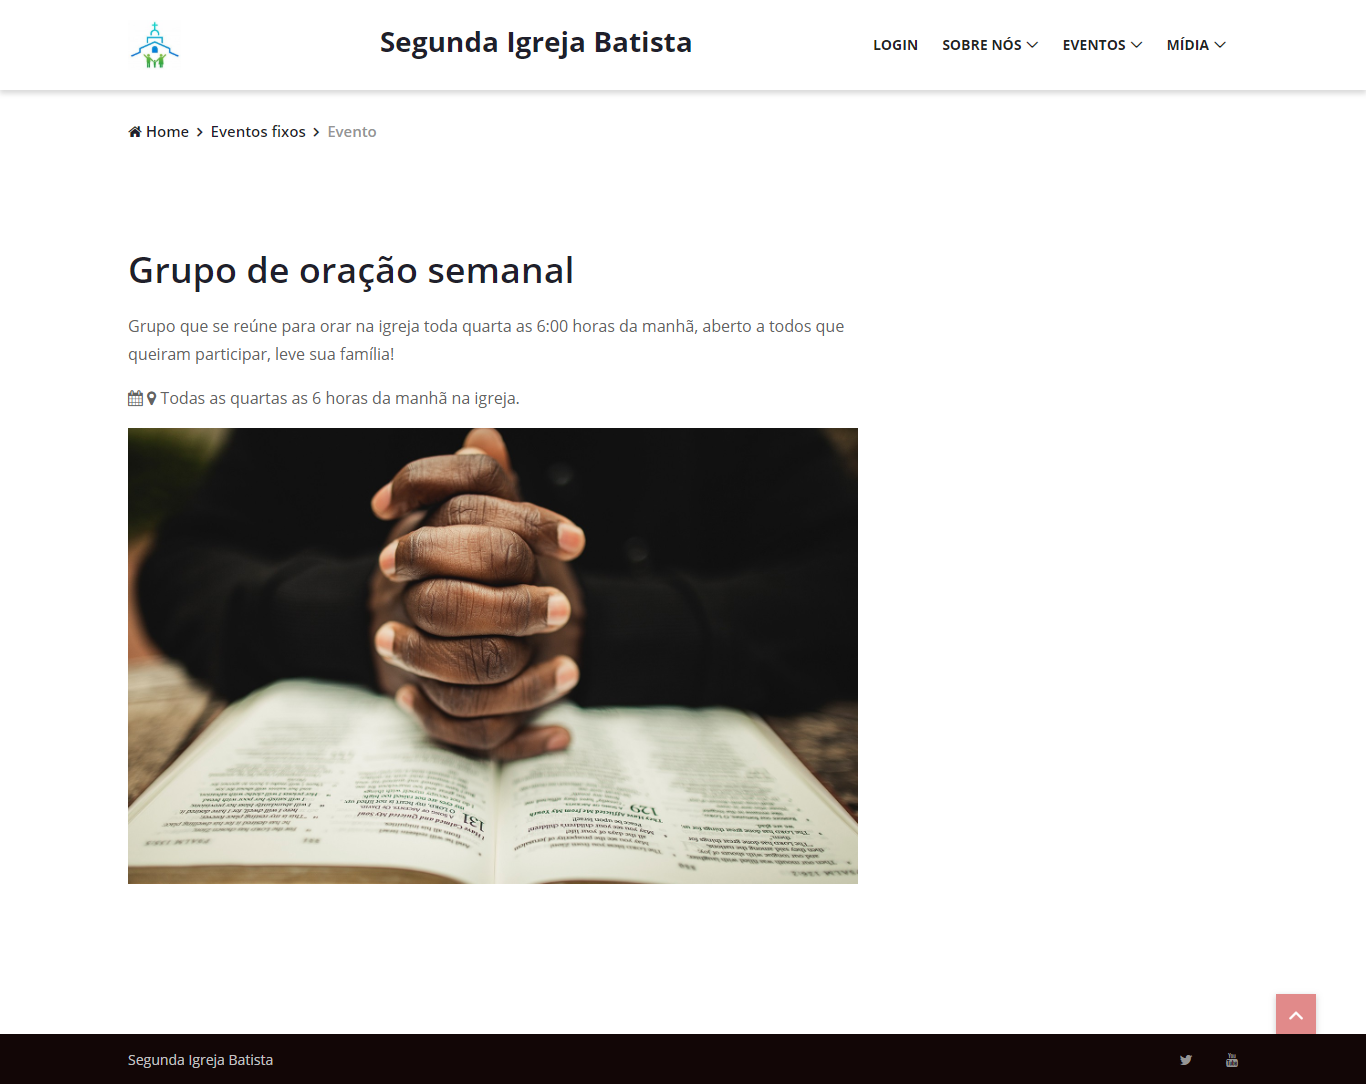 Segunda Igreja Batista
LOGIN SOBRE NÓS EVENTOS MÍDIA
Home Eventos fixos Evento
Grupo de oração semanal
Grupo que se reúne para orar na igreja toda quarta as 6:00 horas da manhã, aberto a todos que
queiram participar, leve sua família!
Todas as quartas as 6 horas da manhã na igreja.
131
129
Segunda Igreja Batista